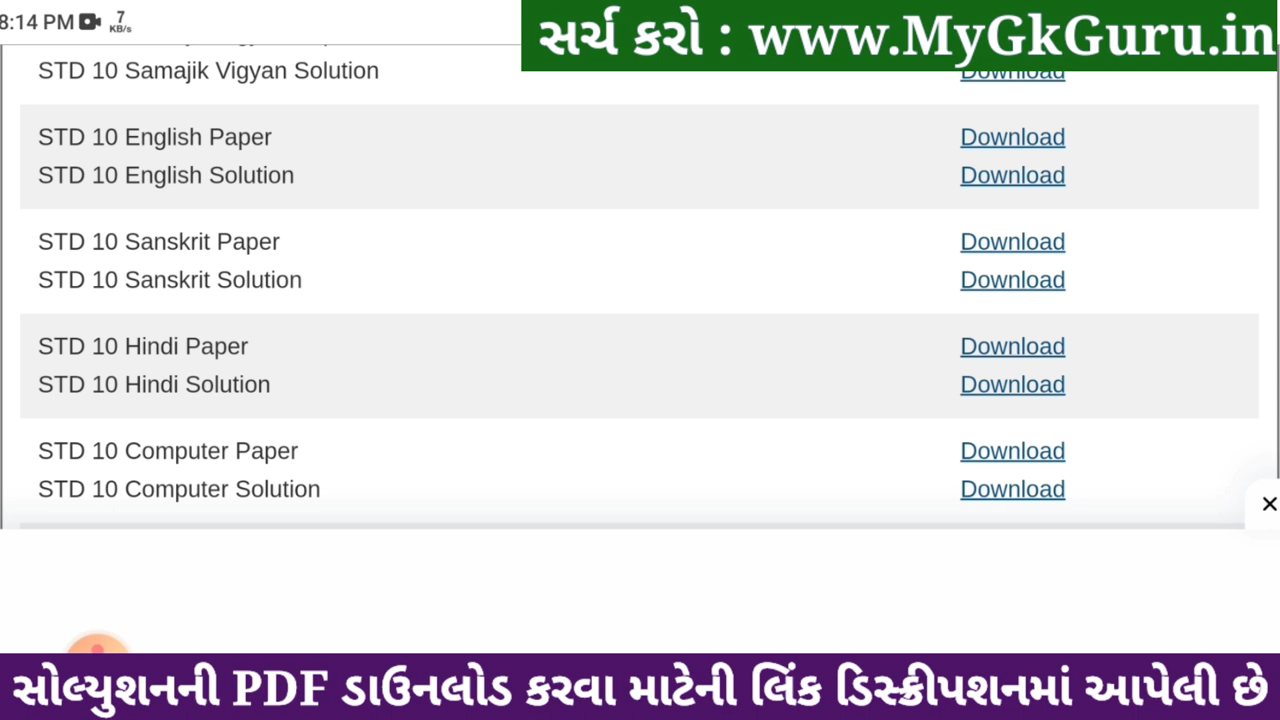 8:14 PM 7 KB/s
સર્ચ કરો : www.MyGkGuru.in
STD 10 Samajik Vigyan Solution Download
STD 10 English Paper Download
STD 10 English Solution Download
STD 10 Sanskrit Paper Download
STD 10 Sanskrit Solution Download
STD 10 Hindi Paper Download
STD 10 Hindi Solution Download
STD 10 Computer Paper Download
STD 10 Computer Solution Download
સોલ્યુશનની PDF ડાઉનલોડ કરવા માટેની લિંક ડિસ્ક્રીપશનમાં આપેલી છે